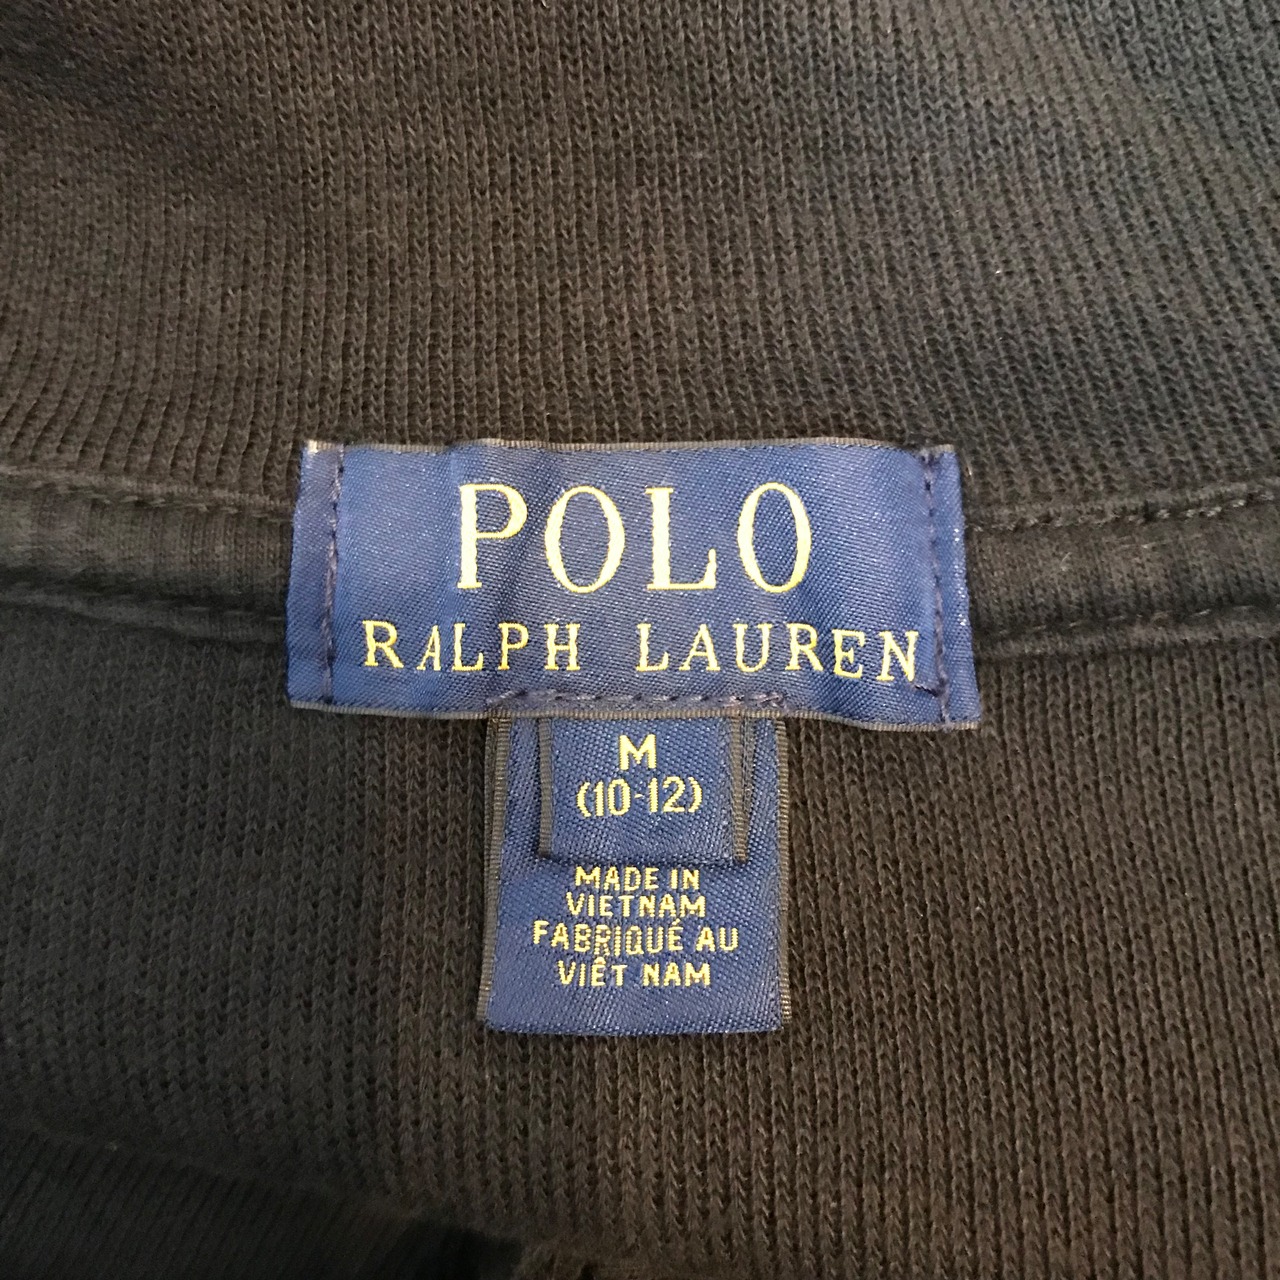 POLO
RALPH LAUREN
M
(10-12)
MADE IN
VIETNAM
FABRIQUÉ AU
VIÊT NAM